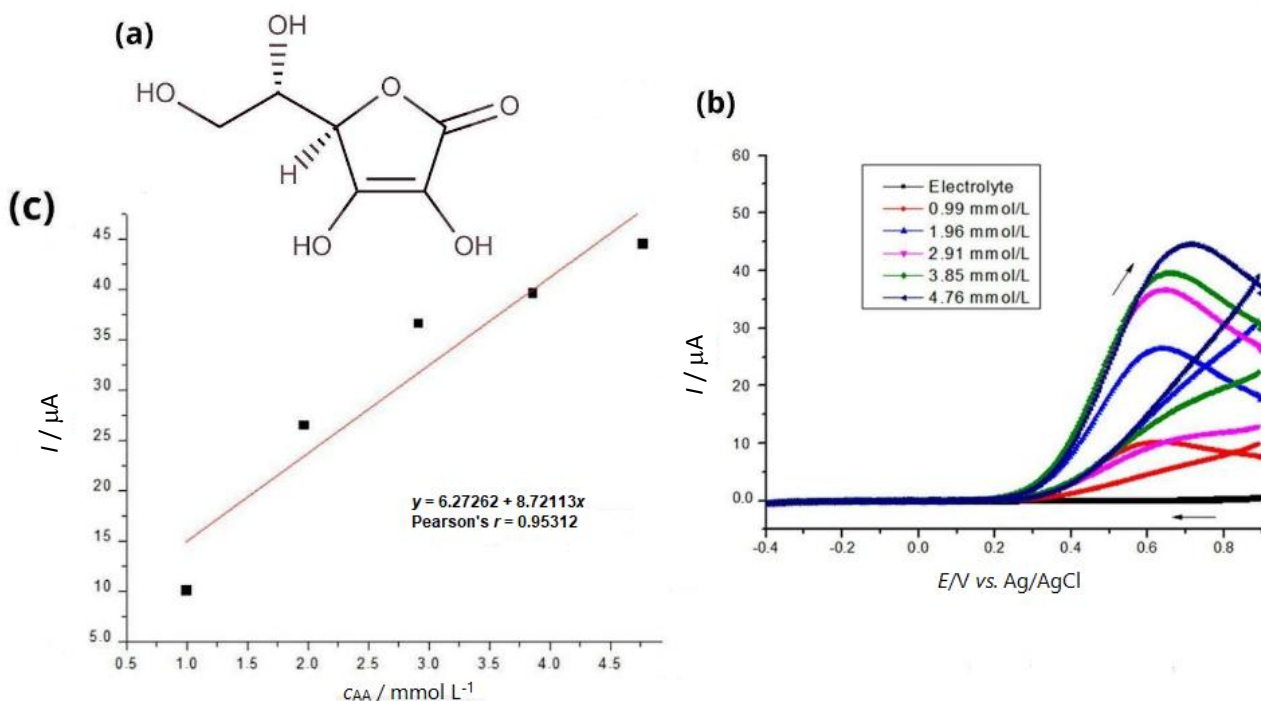 (a)
OH
HO
O
O
H
HO
OH
(b)
60
50
40
30
20
10
0.0
I / μA
Electrolyte
0.99 mmol/L
1.96 mmol/L
2.91 mmol/L
3.85 mmol/L
4.76 mmol/L
-0.4 -0.2 0.0 0.2 0.4 0.6 0.8
E/V vs. Ag/AgCl
(c)
45
40
35
30
25
20
15
10
5.0
I / μA
y = 6.27262 + 8.72113x
Pearson's r = 0.95312
0.5 1.0 1.5 2.0 2.5 3.0 3.5 4.0 4.5
cAA / mmol L-1